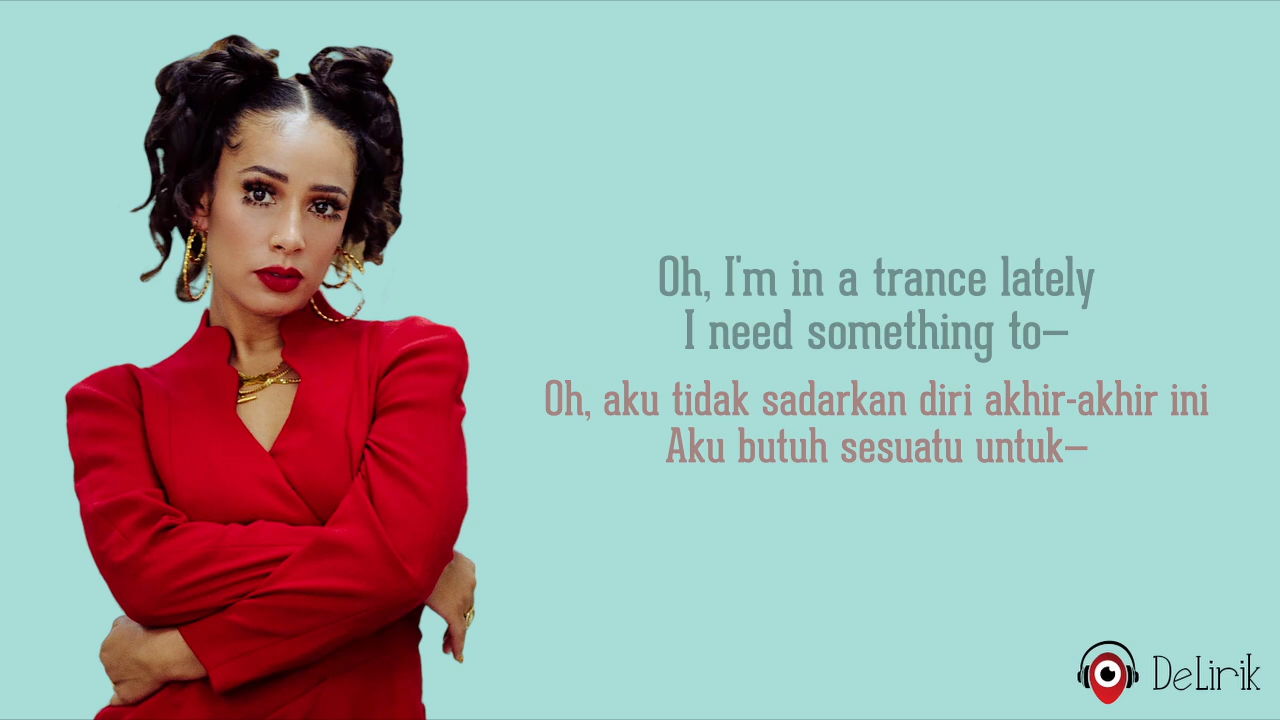 Oh, I'm in a trance lately
I need something to—
Oh, aku tidak sadarkan diri akhir-akhir ini
Aku butuh sesuatu untuk—
DeLirik